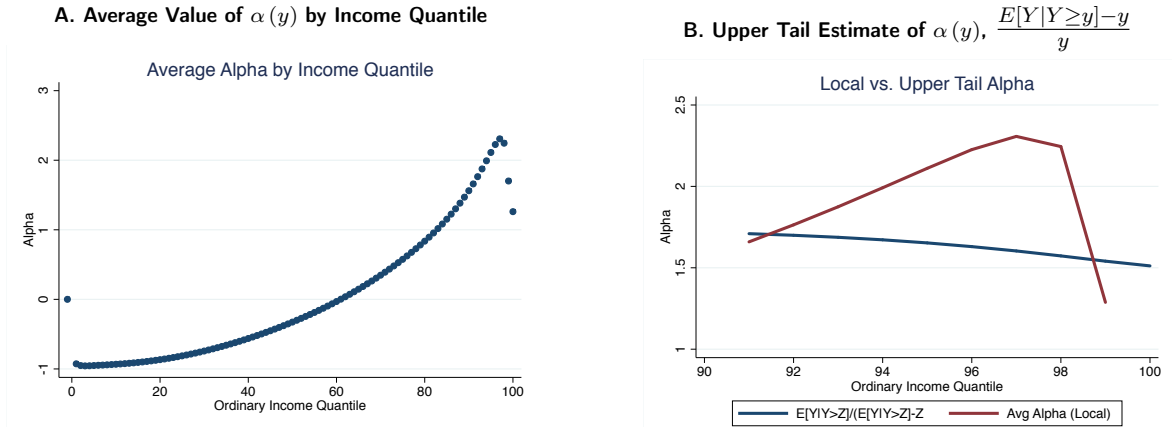 A. Average Value of α (y) by Income Quantile
Average Alpha by Income Quantile
Alpha
3
2
1
0
-1
0 20 40 60 80 100
Ordinary Income Quantile
B. Upper Tail Estimate of α (y), E[Y|Y≥y]−y / y
Local vs. Upper Tail Alpha
Alpha
2.5
2
1.5
1
90 92 94 96 98 100
Ordinary Income Quantile
E[Y|Y>Z]/(E[Y|Y>Z]-Z Avg Alpha (Local)